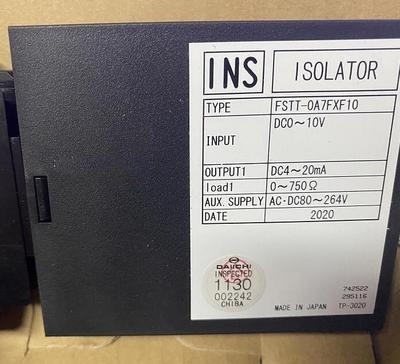 INS ISOLATOR
TYPE FSTT-0A7FXF10
INPUT DC0～10V
OUTPUT1 DC4～20mA
load1 0～750Ω
AUX. SUPPLY AC·DC80～264V
DATE 2020
DAIICHI
INSPECTED
1130
002242
CHIBA
742522
295116
MADE IN JAPAN TP-3020